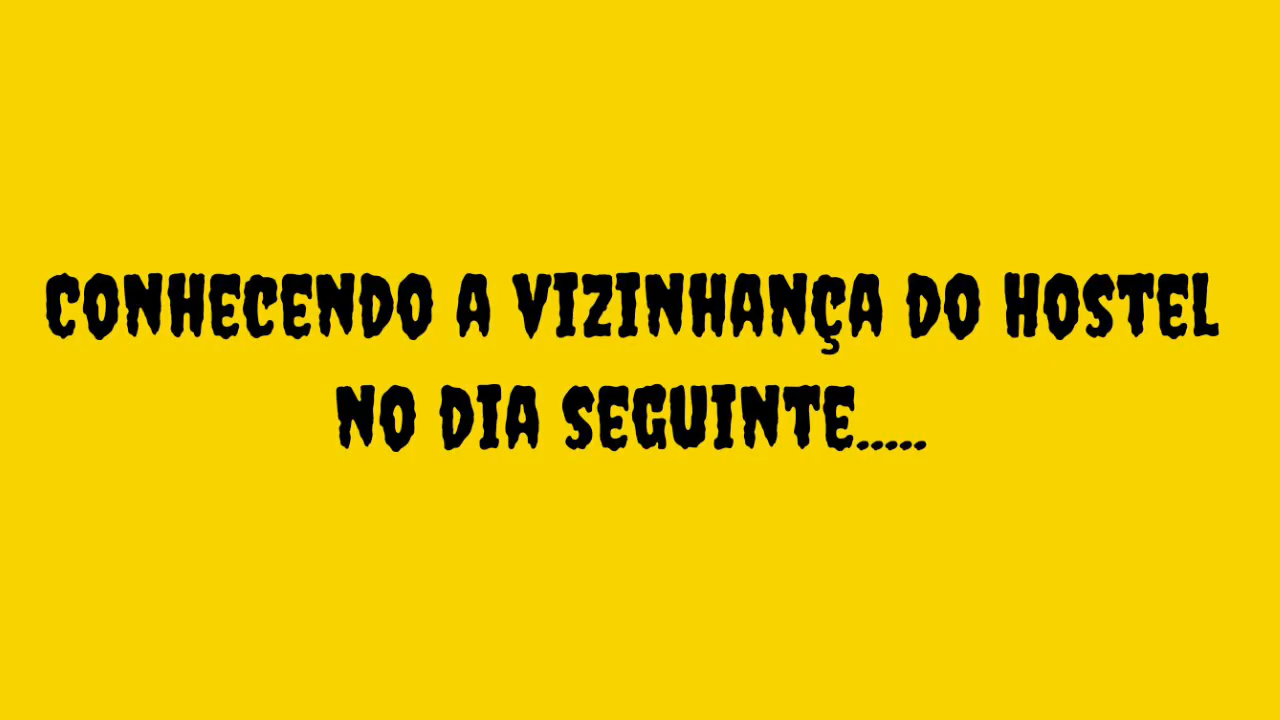 CONHECENDO A VIZINHANÇA DO HOSTEL
NO DIA SEGUINTE.....